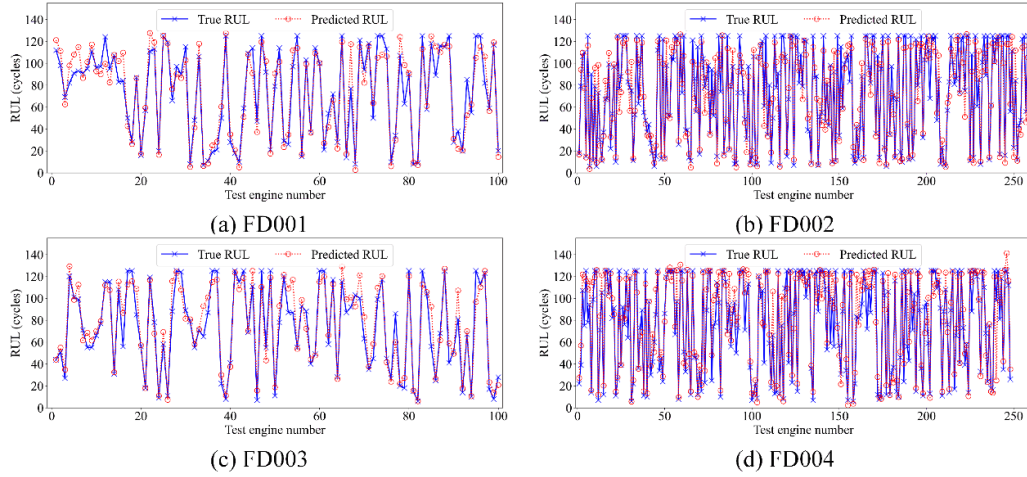 True RUL Predicted RUL
RUL (cycles)
140
120
100
80
60
40
20
0
0 20 40 60 80 100
Test engine number
(a) FD001
True RUL Predicted RUL
RUL (cycles)
140
120
100
80
60
40
20
0
0 50 100 150 200 250
Test engine number
(b) FD002
True RUL Predicted RUL
RUL (cycles)
140
120
100
80
60
40
20
0
0 20 40 60 80 100
Test engine number
(c) FD003
True RUL Predicted RUL
RUL (cycles)
140
120
100
80
60
40
20
0
0 50 100 150 200 250
Test engine number
(d) FD004